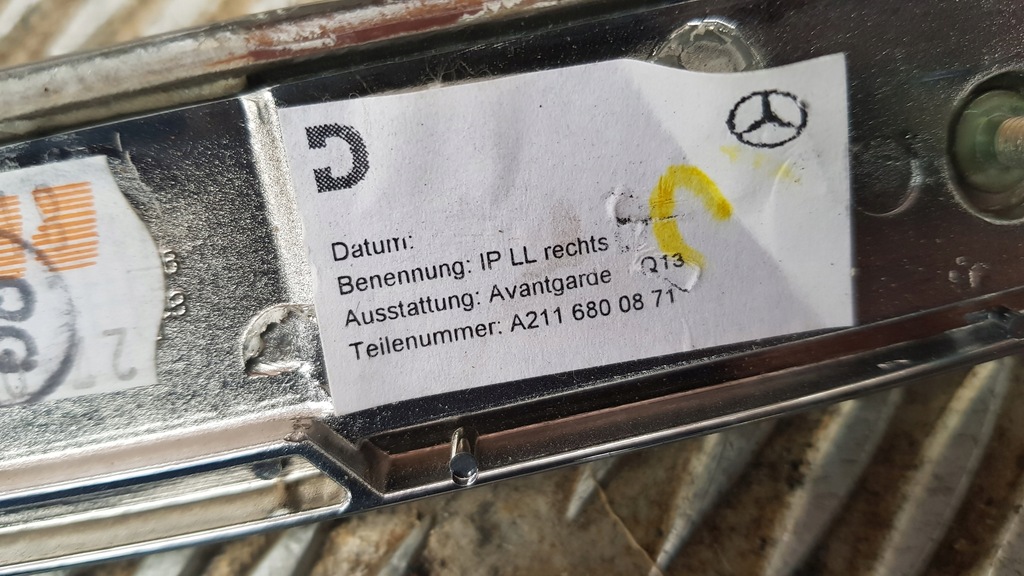 Datum:
Benennung: IP LL rechts
Ausstattung: Avantgarde Q13
Teilenummer: A211 680 08 71